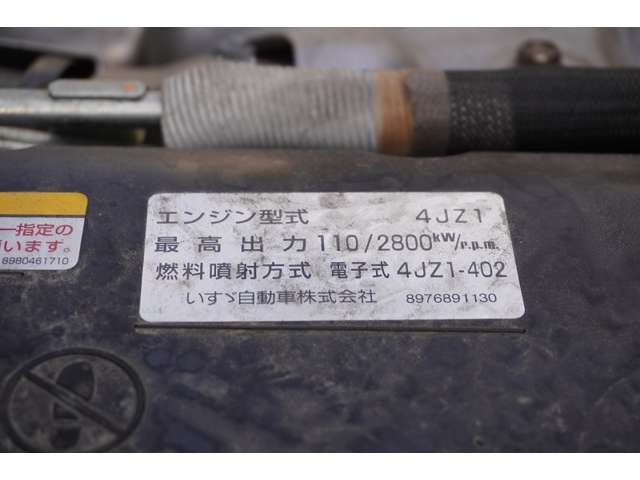 エンジン型式 4JZ1
最高出力 110/2800kW/r.p.m.
燃料噴射方式 電子式 4JZ1-402
いすゞ自動車株式会社 8976891130
一指定の
います。
8980461710